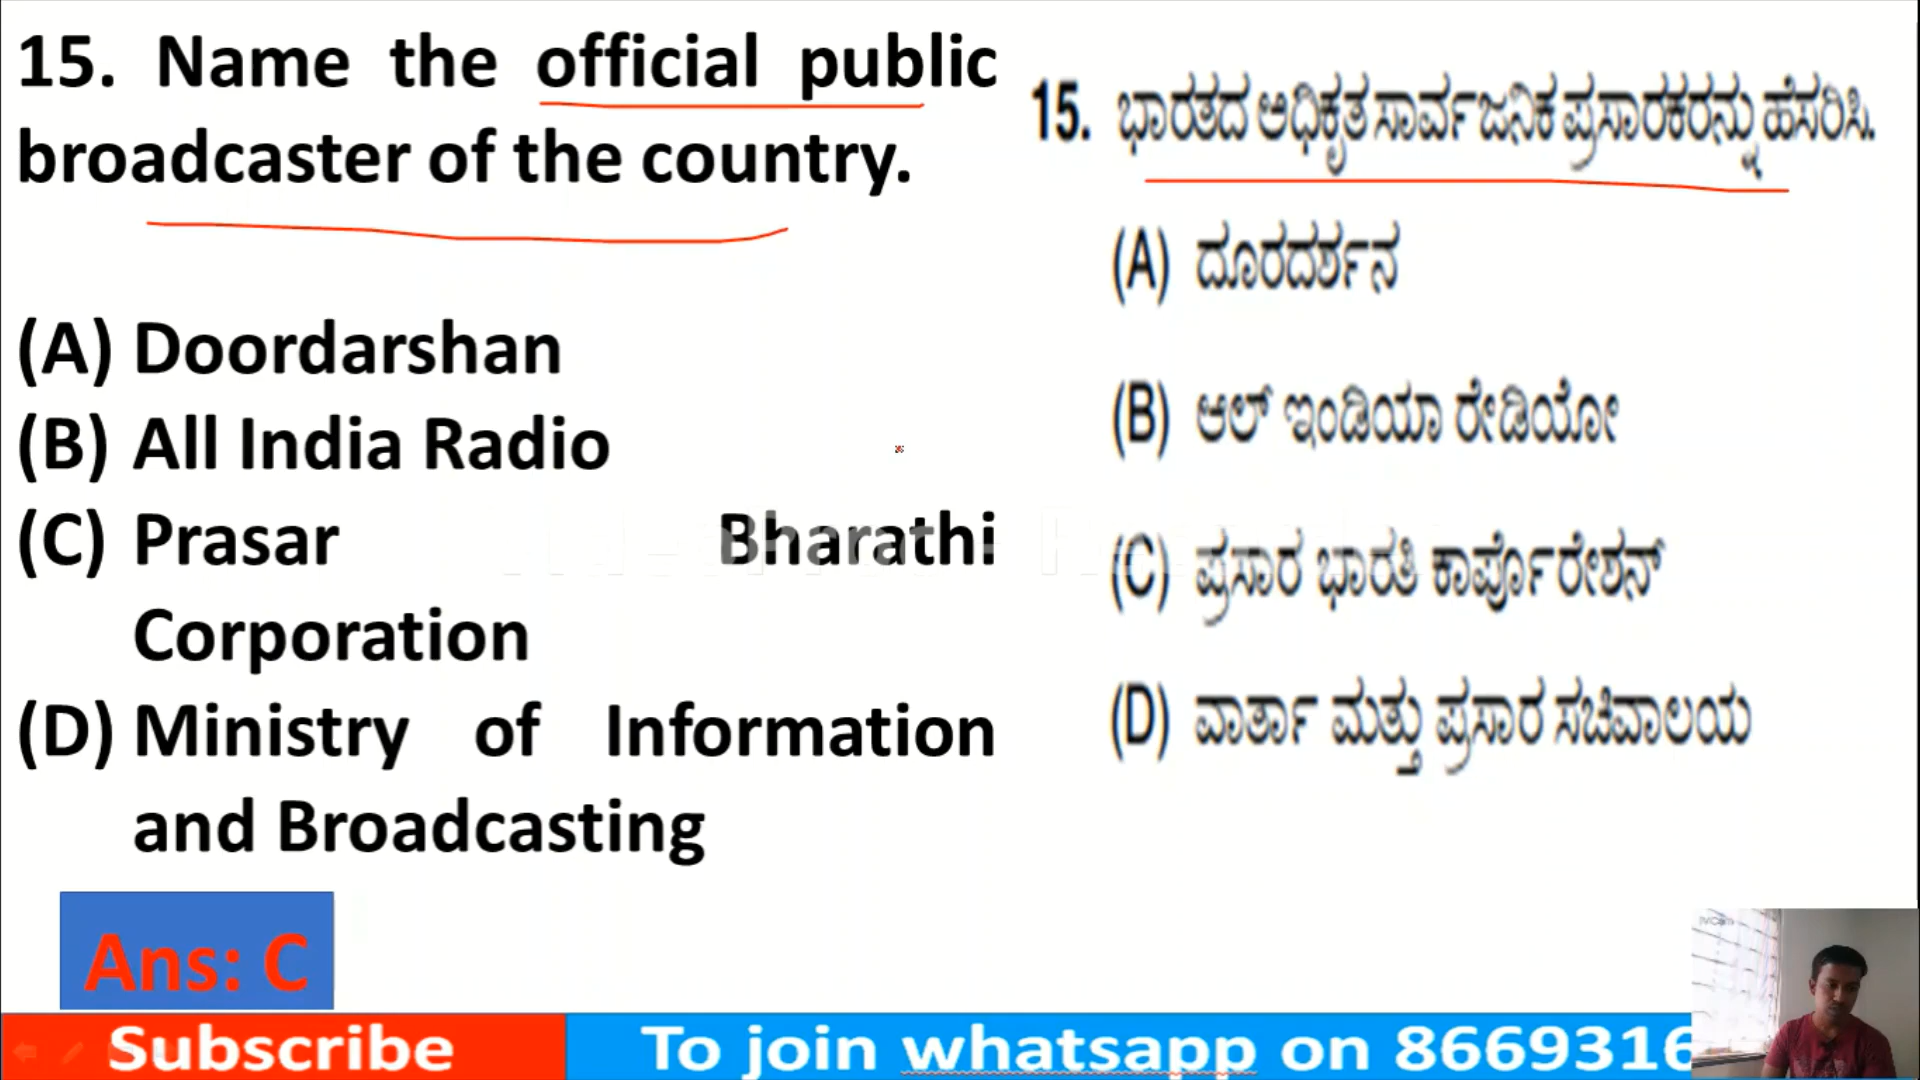 15. Name the official public
broadcaster of the country.
(A) Doordarshan
(B) All India Radio
(C) Prasar Bharathi
Corporation
(D) Ministry of Information
and Broadcasting
Ans: C
15. ಭಾರತದ ಅಧಿಕೃತ ಸಾರ್ವಜನಿಕ ಪ್ರಸಾರಕರನ್ನು ಹೆಸರಿಸಿ.
(A) ದೂರದರ್ಶನ
(B) ಆಲ್ ಇಂಡಿಯಾ ರೇಡಿಯೋ
(C) ಪ್ರಸಾರ ಭಾರತಿ ಕಾರ್ಪೊರೇಶನ್
(D) ವಾರ್ತಾ ಮತ್ತು ಪ್ರಸಾರ ಸಚಿವಾಲಯ
Subscribe
To join whatsapp on 8669316